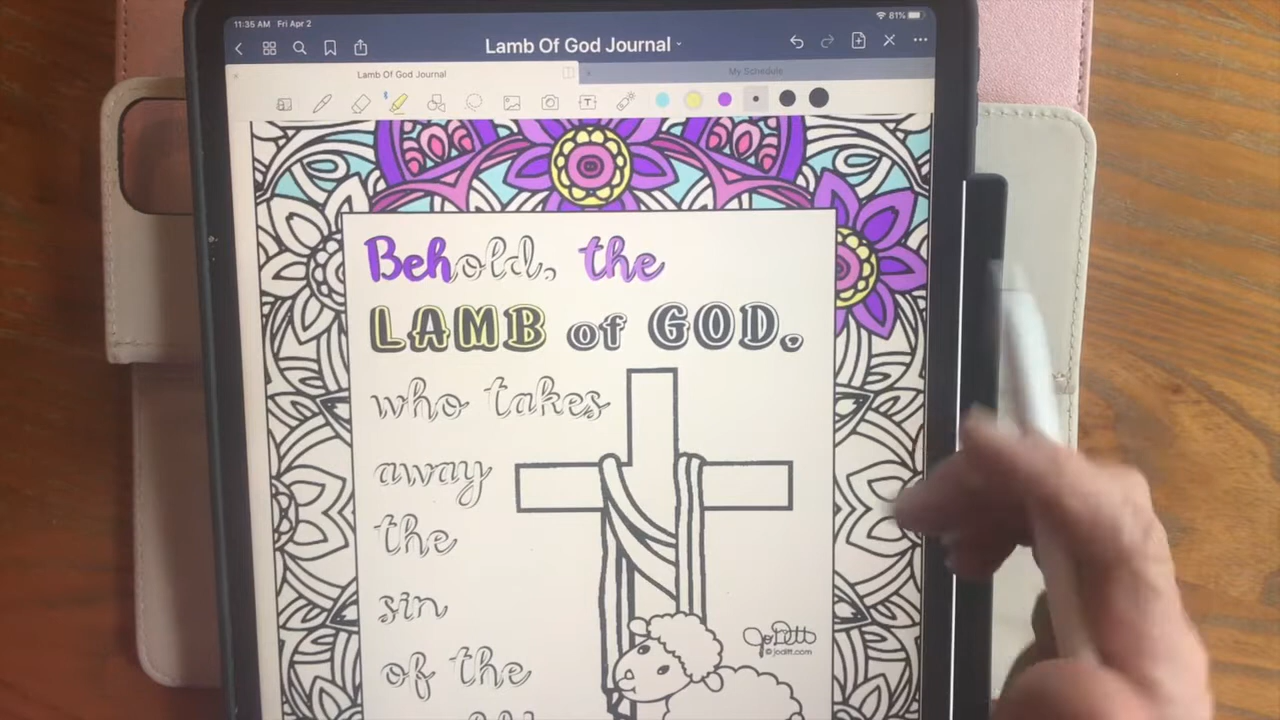 11:35 AM Fri Apr 2
81%
Lamb Of God Journal
Lamb Of God Journal
My Schedule
T
Behold, the
LAMB of GOD,
who takes
away
the
sin
of the
JoDitt
©joditt.com